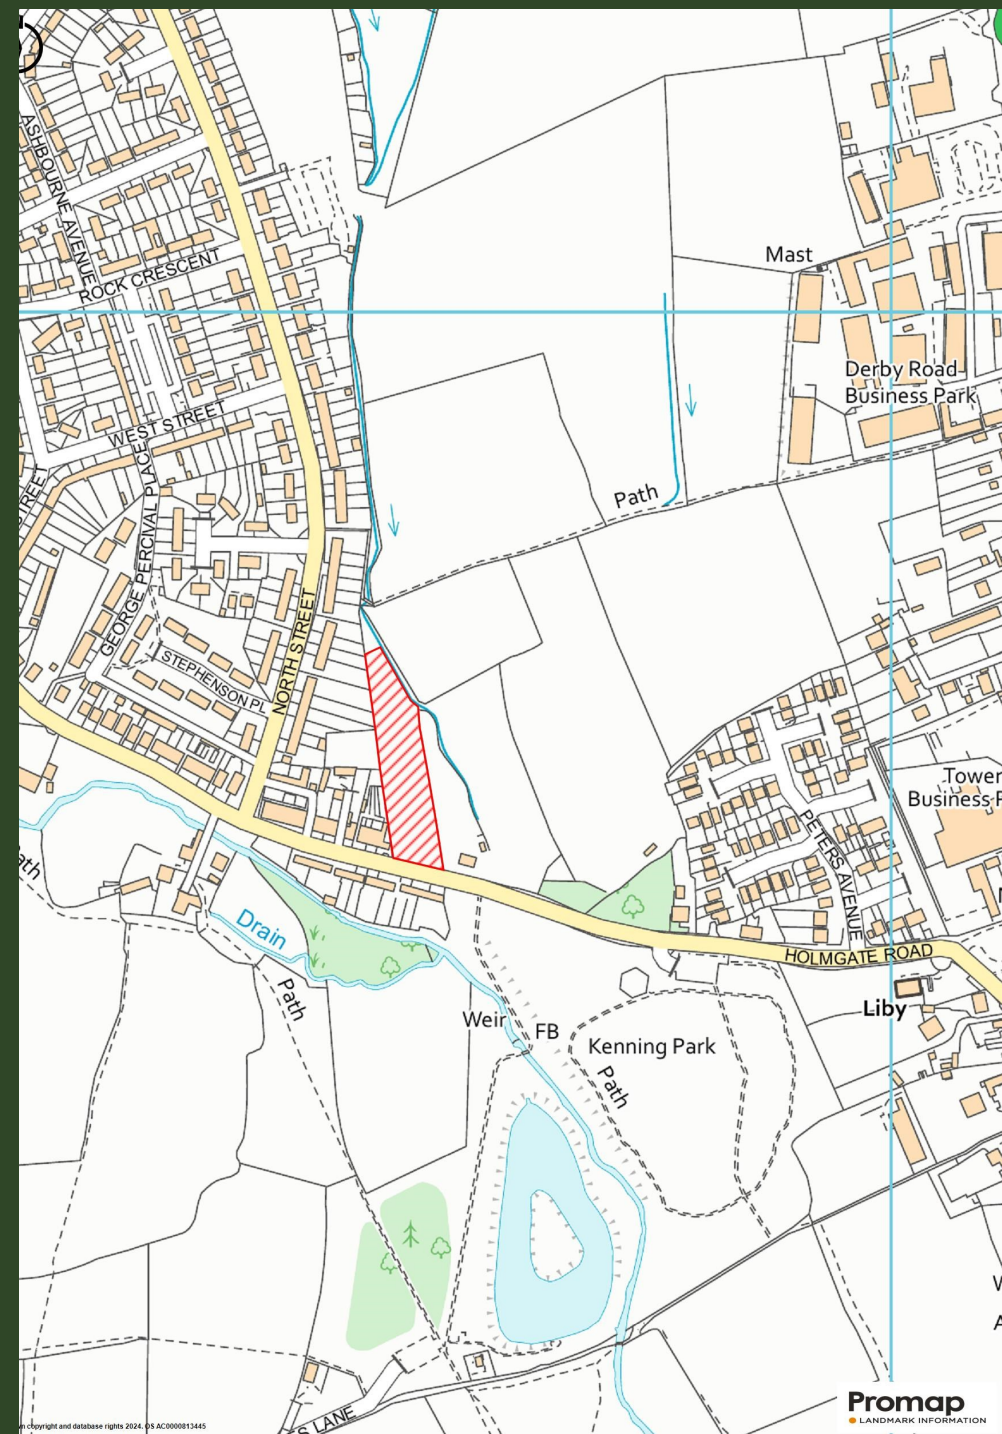 ASHBOURNE AVENUE
ROCK CRESCENT
Mast
Derby Road
Business Park
WEST STREET
Path
GEORGE PERCIVAL PLACE
STEPHENSON PL
NORTH STREET
Tower
Business
PETERS AVENUE
Drain
HOLMGATE ROAD
Path
Weir
FB
Liby
Kenning Park
Path
LANE
Promap
LANDMARK INFORMATION
copyright and database rights 2024. OS AC0000813445